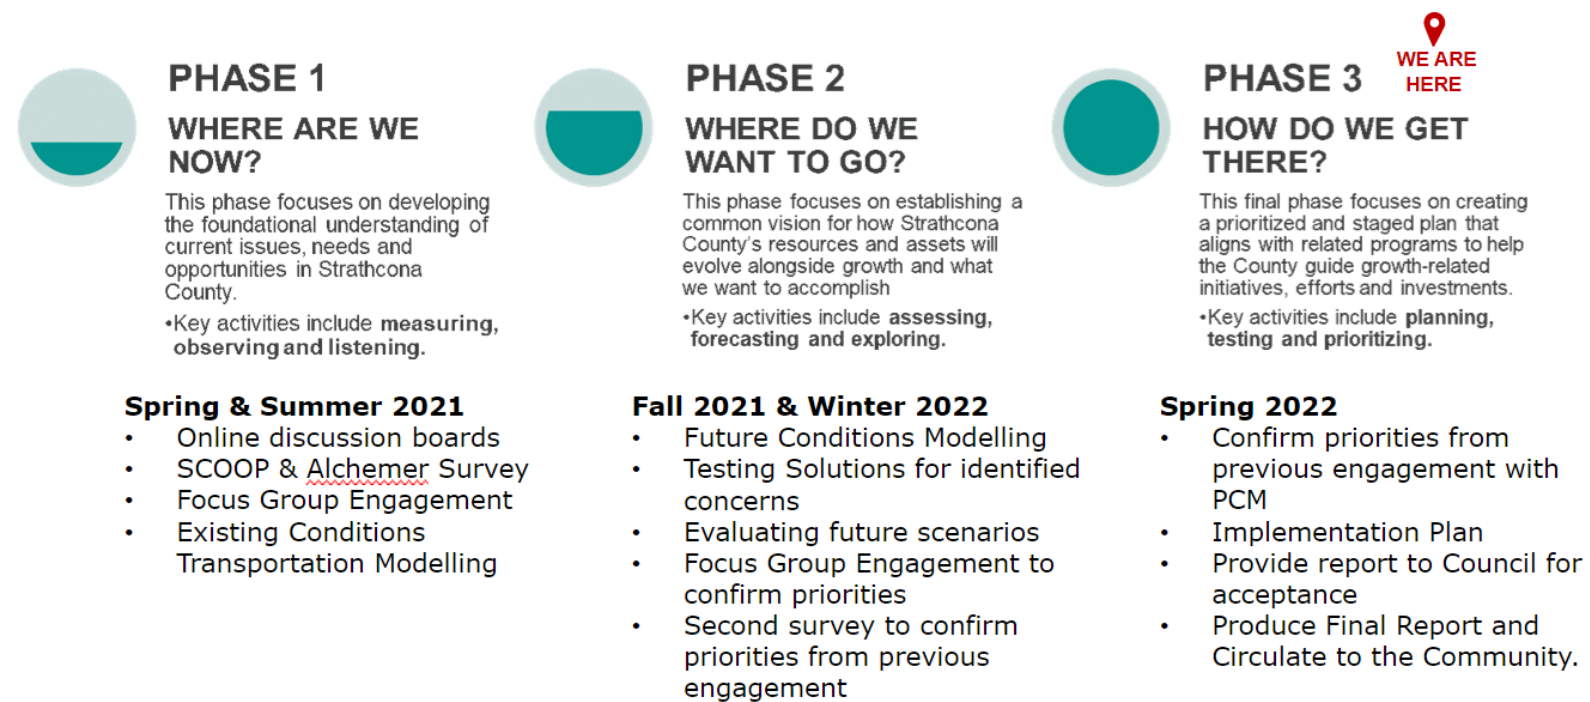 PHASE 1
WHERE ARE WE
NOW?
This phase focuses on developing
the foundational understanding of
current issues, needs and
opportunities in Strathcona
County.
•Key activities include measuring,
observing and listening.
Spring & Summer 2021
• Online discussion boards
• SCOOP & Alchemer Survey
• Focus Group Engagement
• Existing Conditions
Transportation Modelling
PHASE 2
WHERE DO WE
WANT TO GO?
This phase focuses on establishing a
common vision for how Strathcona
County's resources and assets will
evolve alongside growth and what
we want to accomplish
•Key activities include assessing,
forecasting and exploring.
Fall 2021 & Winter 2022
• Future Conditions Modelling
• Testing Solutions for identified
concerns
• Evaluating future scenarios
• Focus Group Engagement to
confirm priorities
• Second survey to confirm
priorities from previous
engagement
PHASE 3
WE ARE
HERE
HOW DO WE GET
THERE?
This final phase focuses on creating
a prioritized and staged plan that
aligns with related programs to help
the County guide growth-related
initiatives, efforts and investments.
•Key activities include planning,
testing and prioritizing.
Spring 2022
• Confirm priorities from
previous engagement with
PCM
• Implementation Plan
• Provide report to Council for
acceptance
• Produce Final Report and
Circulate to the Community.